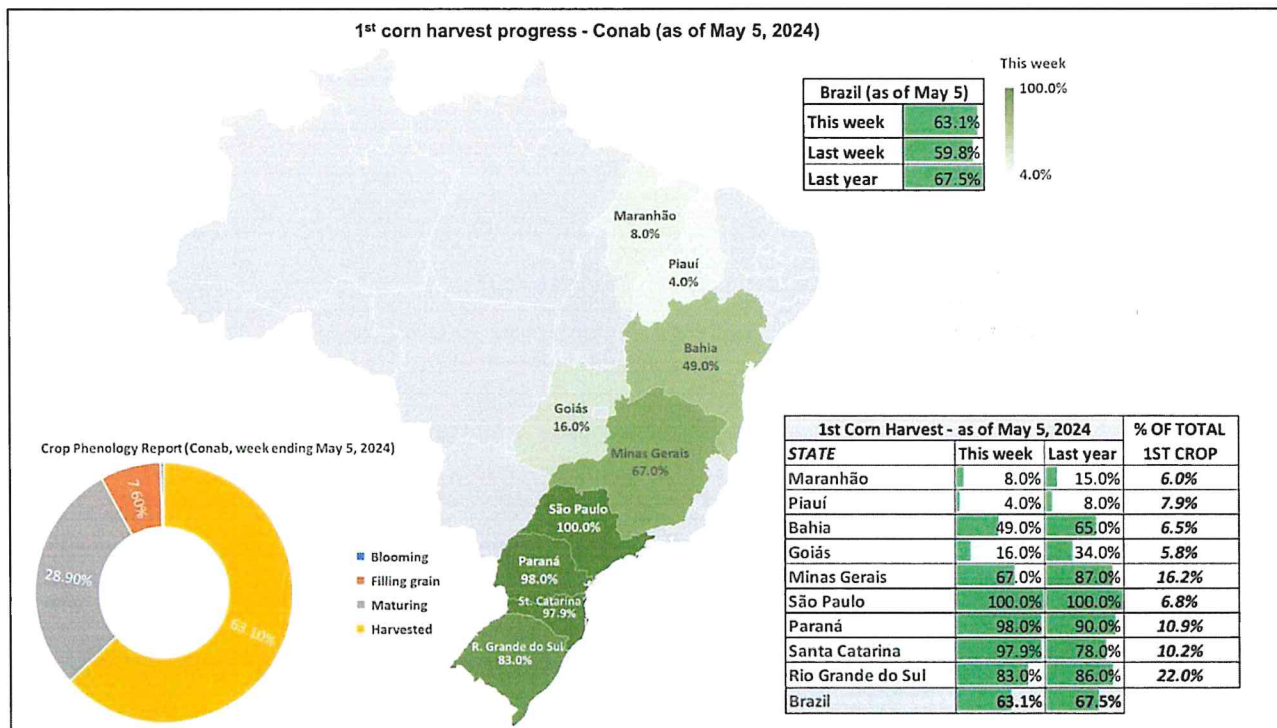 1st corn harvest progress - Conab (as of May 5, 2024)
This week
100.0%
4.0%
Brazil (as of May 5)
This week 63.1%
Last week 59.8%
Last year 67.5%
Maranhão
8.0%
Piauí
4.0%
Bahia
49.0%
Goiás
16.0%
Minas Gerais
67.0%
São Paulo
100.0%
Paraná
98.0%
St. Catarina
97.9%
R. Grande do Sul
83.0%
Crop Phenology Report (Conab, week ending May 5, 2024)
7.60%
28.90%
63.10%
Blooming
Filling grain
Maturing
Harvested
1st Corn Harvest - as of May 5, 2024 % OF TOTAL
STATE This week Last year 1ST CROP
Maranhão 8.0% 15.0% 6.0%
Piauí 4.0% 8.0% 7.9%
Bahia 49.0% 65.0% 6.5%
Goiás 16.0% 34.0% 5.8%
Minas Gerais 67.0% 87.0% 16.2%
São Paulo 100.0% 100.0% 6.8%
Paraná 98.0% 90.0% 10.9%
Santa Catarina 97.9% 78.0% 10.2%
Rio Grande do Sul 83.0% 86.0% 22.0%
Brazil 63.1% 67.5%